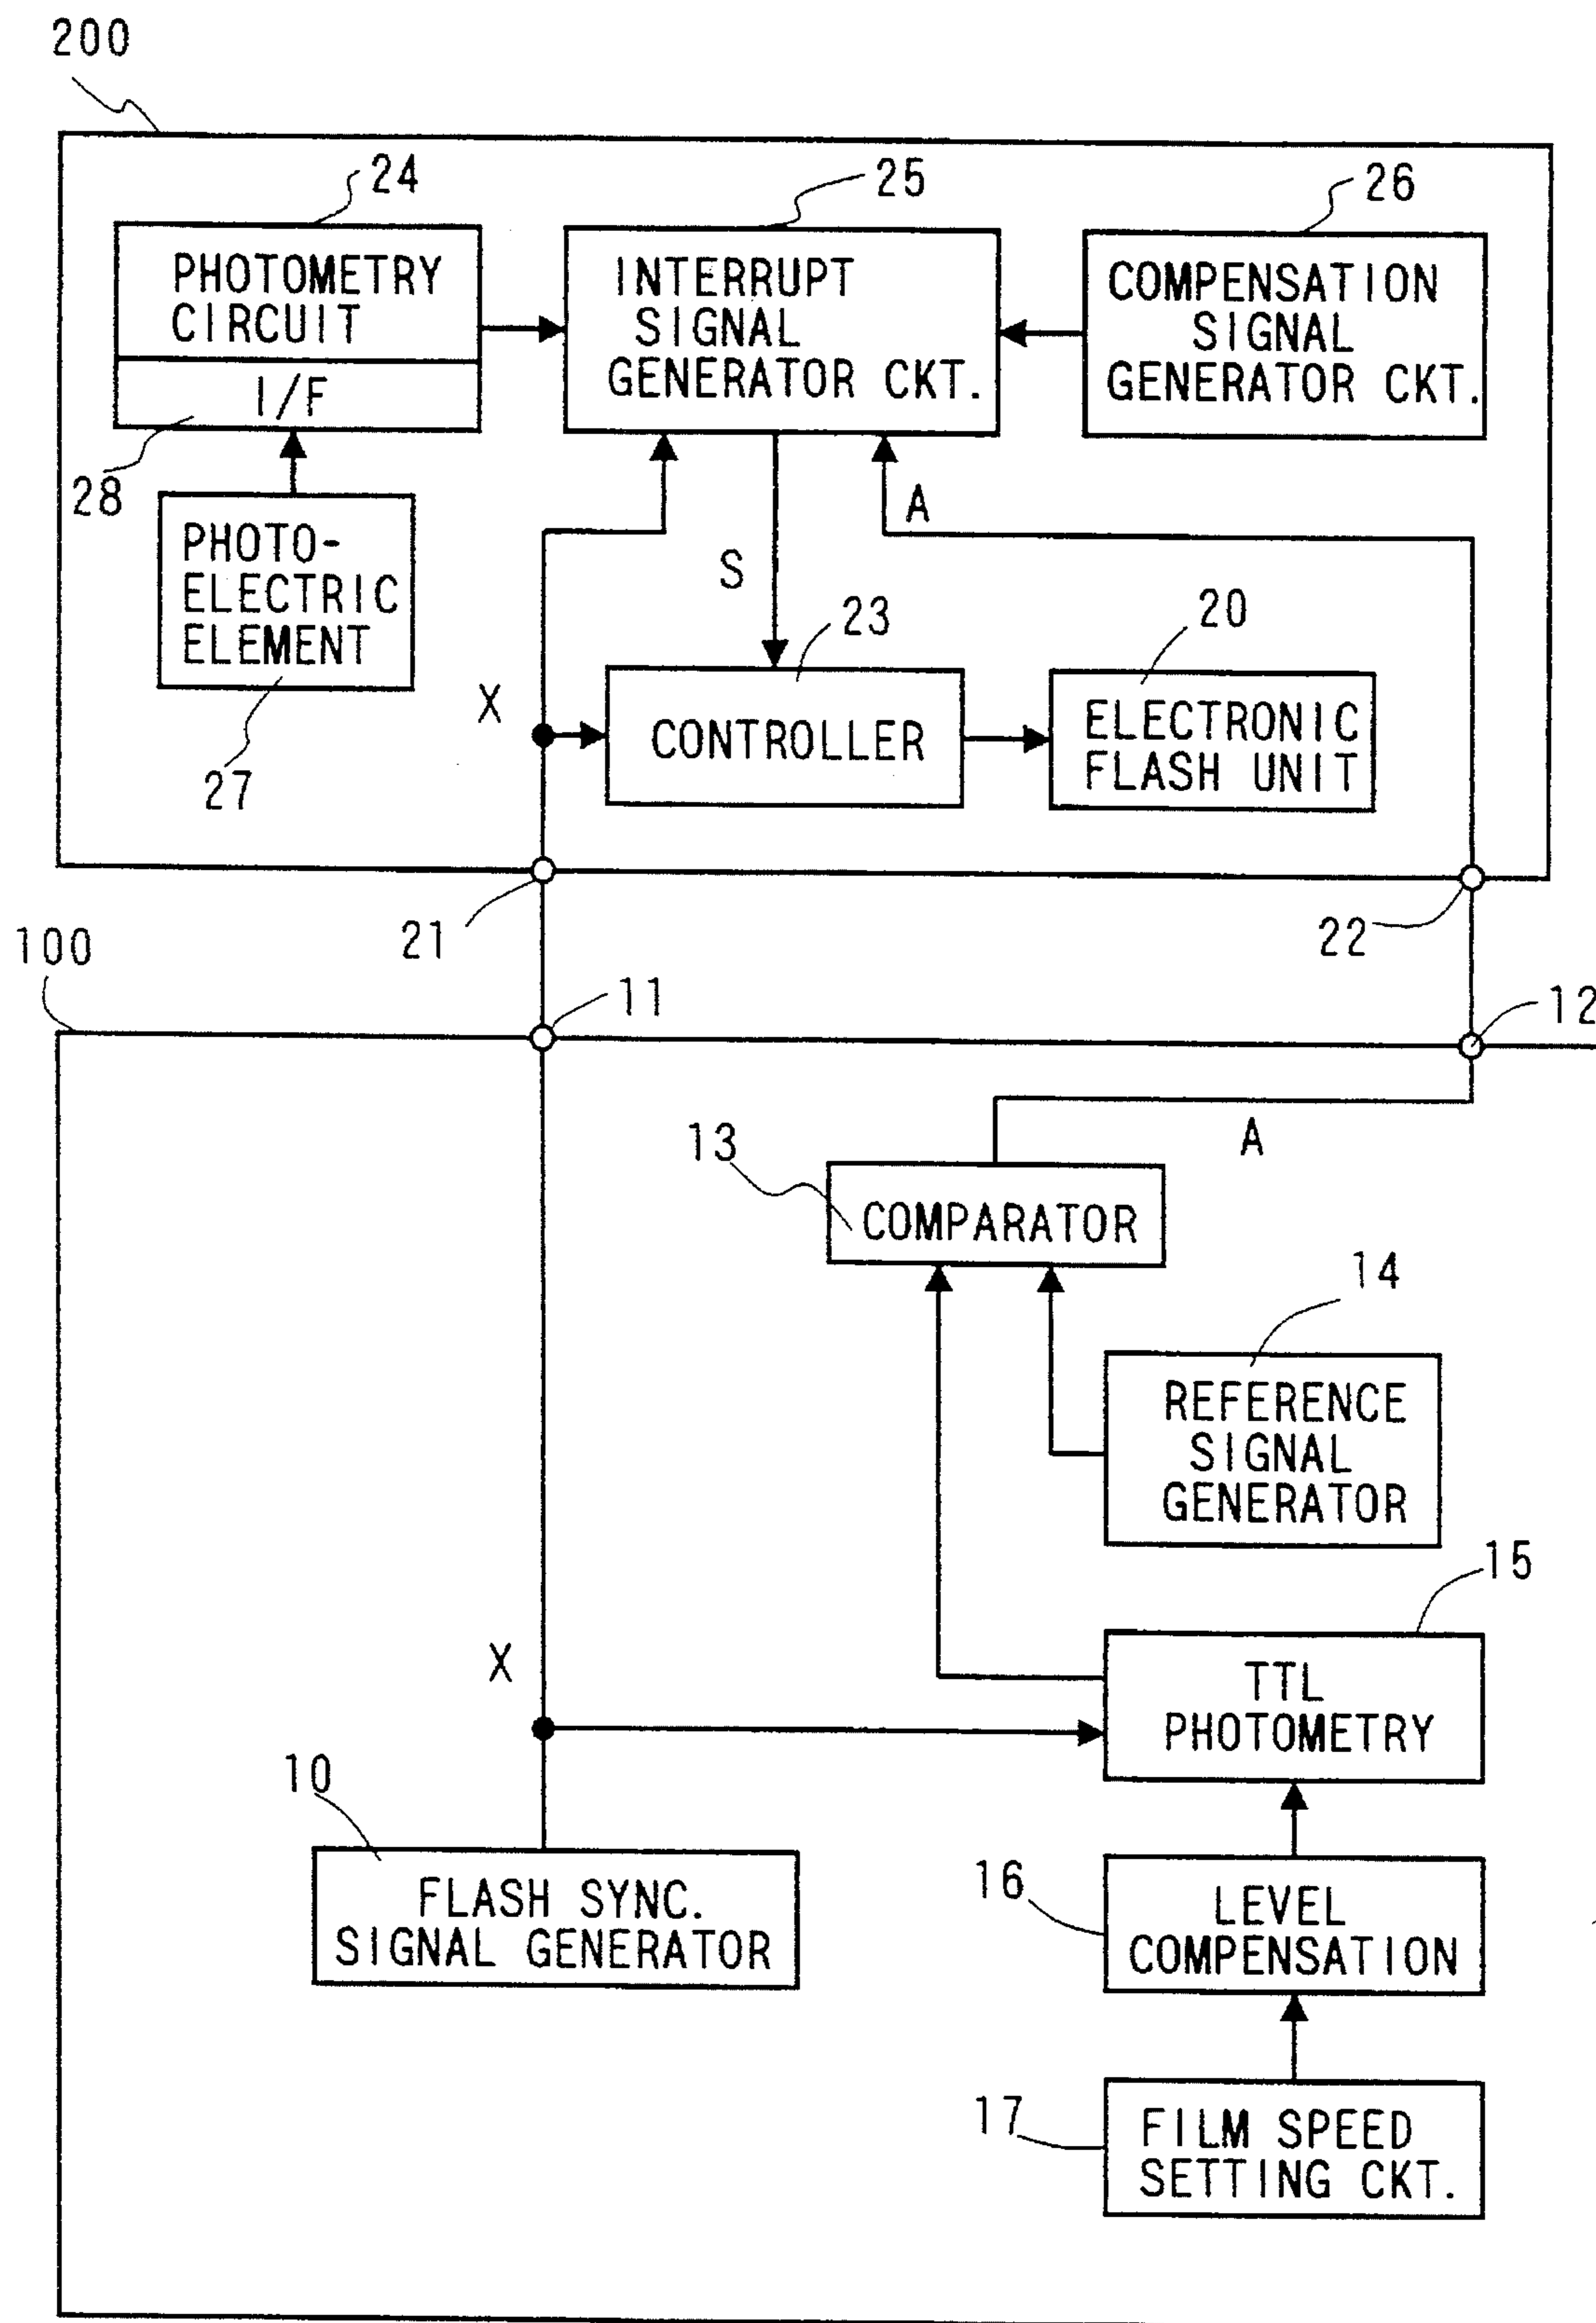 200
24
25
26
PHOTOMETRY
CIRCUIT
I/F
INTERRUPT
SIGNAL
GENERATOR CKT.
COMPENSATION
SIGNAL
GENERATOR CKT.
28
PHOTO-
ELECTRIC
ELEMENT
27
A
S
X
23
CONTROLLER
20
ELECTRONIC
FLASH UNIT
21
22
100
11
12
A
13
COMPARATOR
14
REFERENCE
SIGNAL
GENERATOR
15
X
TTL
PHOTOMETRY
10
FLASH SYNC.
SIGNAL GENERATOR
16
LEVEL
COMPENSATION
17
FILM SPEED
SETTING CKT.